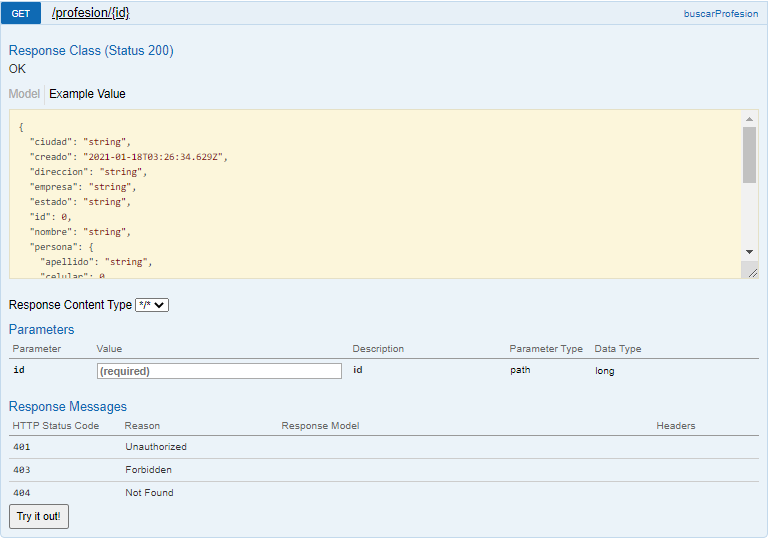 GET /profesion/{id} buscarProfesion
Response Class (Status 200)
OK
Model Example Value
{
"ciudad": "string",
"creado": "2021-01-18T03:26:34.629Z",
"direccion": "string",
"empresa": "string",
"estado": "string",
"id": 0,
"nombre": "string",
"persona": {
"apellido": "string",
"celular": 0
Response Content Type */*
Parameters
Parameter Value Description Parameter Type Data Type
id (required) id path long
Response Messages
HTTP Status Code Reason Response Model Headers
401 Unauthorized
403 Forbidden
404 Not Found
Try it out!